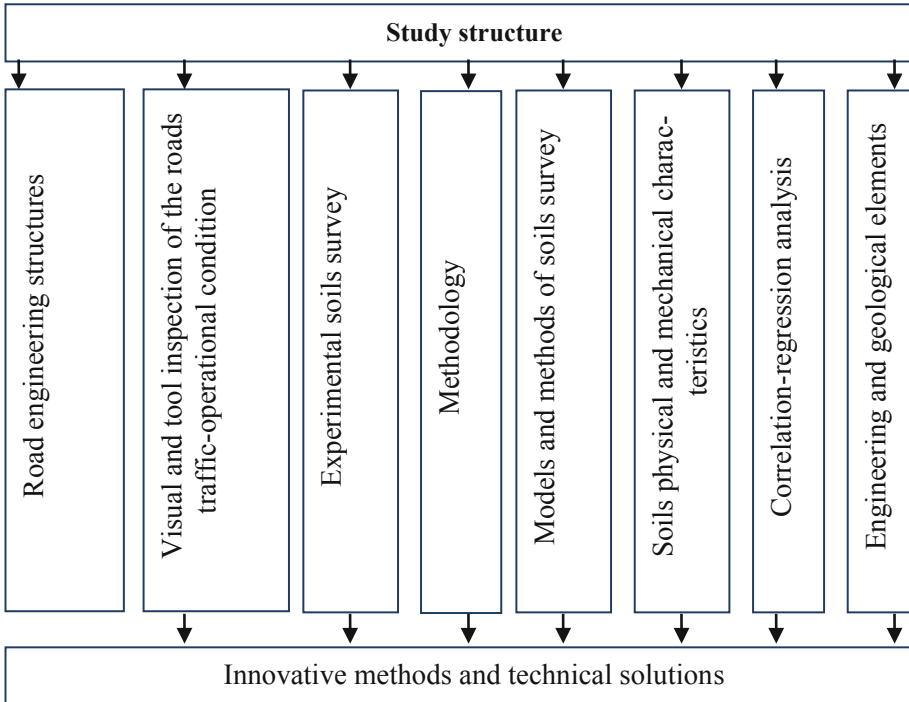 Study structure
Road engineering structures
Visual and tool inspection of the roads
traffic-operational condition
Experimental soils survey
Methodology
Models and methods of soils survey
Soils physical and mechanical charac-
teristics
Correlation-regression analysis
Engineering and geological elements
Innovative methods and technical solutions